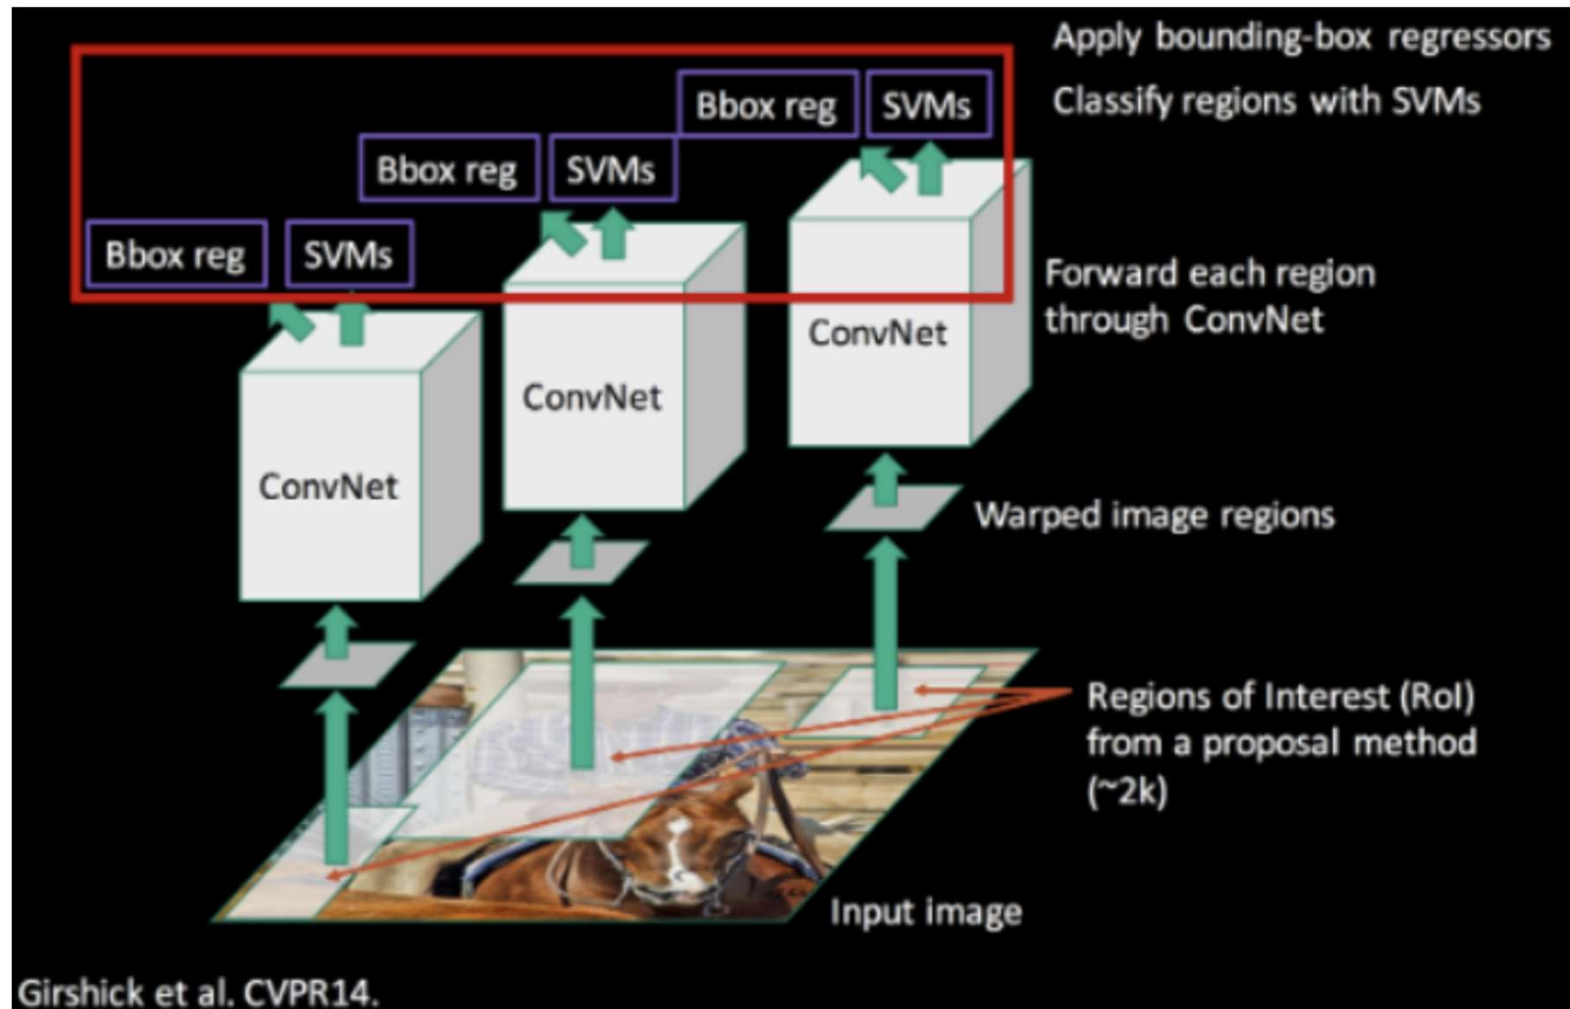 Apply bounding-box regressors
Bbox reg SVMs
Classify regions with SVMs
Bbox reg SVMs
Bbox reg SVMs
Forward each region
through ConvNet
ConvNet
ConvNet
ConvNet
Warped image regions
Regions of Interest (RoI)
from a proposal method
(~2k)
Input image
Girshick et al. CVPR14.